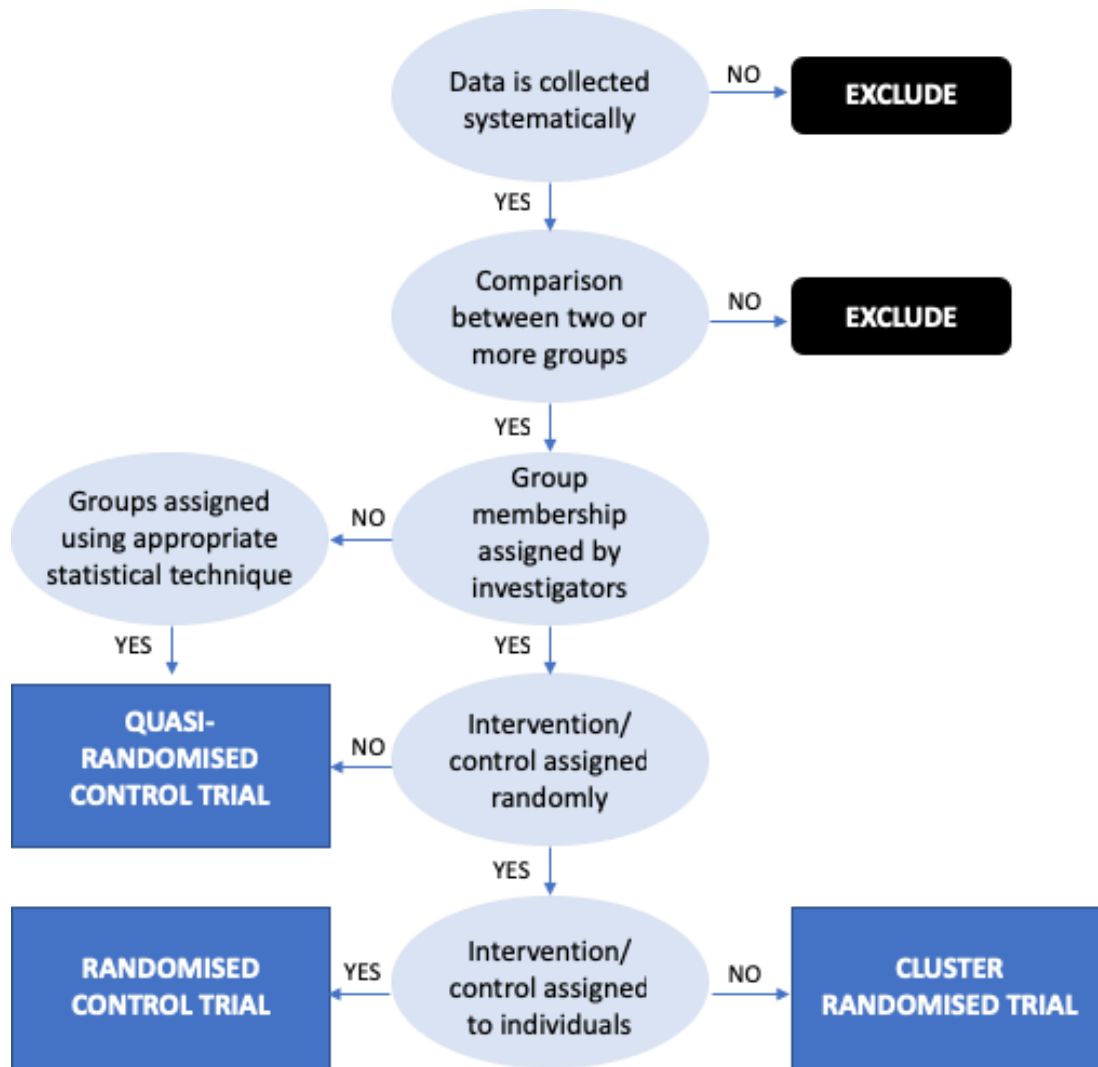 Data is collected
systematically
NO
EXCLUDE
YES
Comparison
between two or
more groups
NO
EXCLUDE
YES
Groups assigned
using appropriate
statistical technique
NO
Group
membership
assigned by
investigators
YES
YES
QUASI-
RANDOMISED
CONTROL TRIAL
NO
Intervention/
control assigned
randomly
YES
RANDOMISED
CONTROL TRIAL
YES
Intervention/
control assigned
to individuals
NO
CLUSTER
RANDOMISED TRIAL